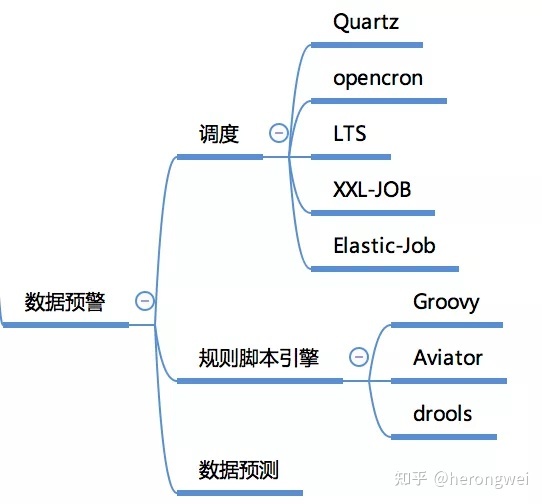 Quartz
opencron
调度
LTS
XXL-JOB
Elastic-Job
数据预警
Groovy
规则脚本引擎
Aviator
drools
数据预测
知乎 @herongwei